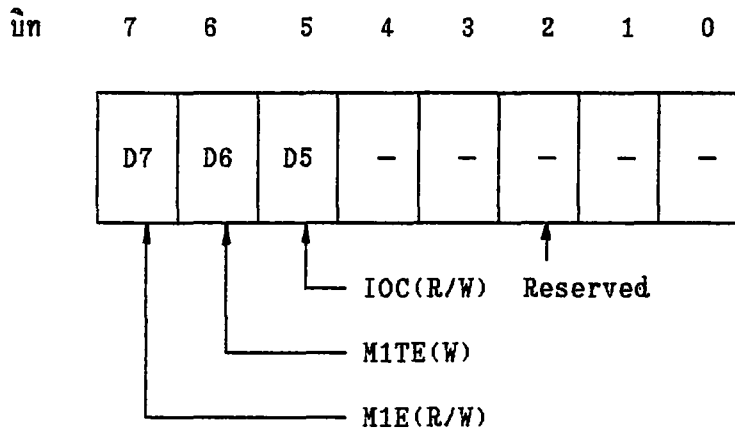 บิท 7 6 5 4 3 2 1 0
D7 D6 D5 - - - - -
IOC(R/W) Reserved
M1TE(W)
M1E(R/W)